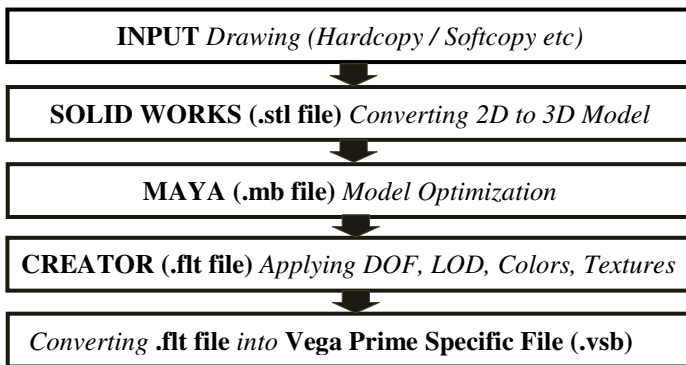 INPUT Drawing (Hardcopy / Softcopy etc)
SOLID WORKS (.stl file) Converting 2D to 3D Model
MAYA (.mb file) Model Optimization
CREATOR (.flt file) Applying DOF, LOD, Colors, Textures
Converting .flt file into Vega Prime Specific File (.vsb)